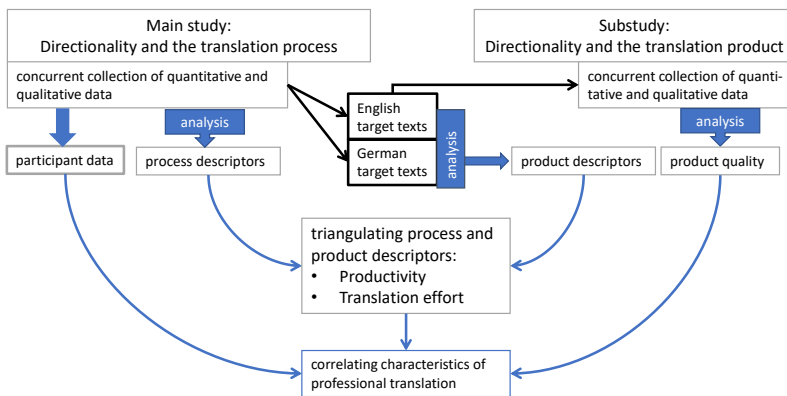 Main study:
Directionality and the translation process
concurrent collection of quantitative and
qualitative data
Substudy:
Directionality and the translation product
concurrent collection of quanti-
tative and qualitative data
English
target texts
German
target texts
analysis
analysis
analysis
participant data
process descriptors
product descriptors
product quality
triangulating process and
product descriptors:
• Productivity
• Translation effort
correlating characteristics of
professional translation